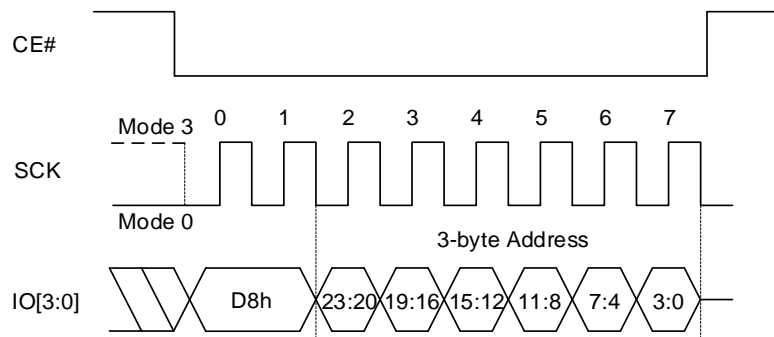 CE#
Mode 3
0 1 2 3 4 5 6 7
SCK
Mode 0
3-byte Address
IO[3:0]
D8h 23:20 19:16 15:12 11:8 7:4 3:0